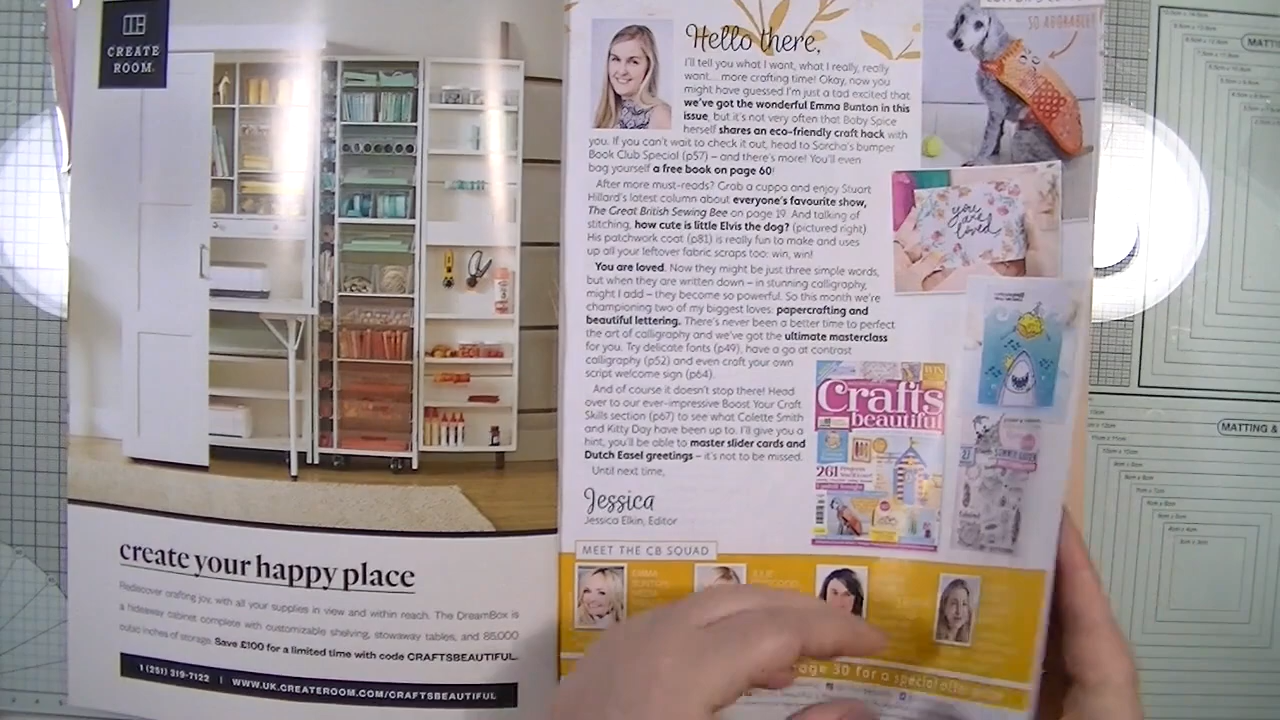 CREATE
ROOM.
create your happy place
Rediscover crafting joy, with all your supplies in view and within reach. The DreamBox is
a hideaway cabinet complete with customizable shelving, stowaway tables, and 85,000
cubic inches of storage. Save £100 for a limited time with code CRAFTSBEAUTIFUL.
1 (251) 319-7122 | WWW.UK.CREATEROOM.COM/CRAFTSBEAUTIFUL
Hello there,
I'll tell you what I want, what I really, really
want.... more crafting time! Okay, now you
might have guessed I'm just a tad excited that
we've got the wonderful Emma Bunton in this
issue, but it's not very often that Baby Spice
herself shares an eco-friendly craft hack with
you. If you can't wait to check it out, head to Sorcha's bumper
Book Club Special (p57) – and there's more! You'll even
bag yourself a free book on page 60!
After more must-reads? Grab a cuppa and enjoy Stuart
Hillard's latest column about everyone's favourite show,
The Great British Sewing Bee on page 19. And talking of
stitching, how cute is little Elvis the dog? (pictured right)
His patchwork coat (p81) is really fun to make and uses
up all your leftover fabric scraps too: win, win!
You are loved. Now they might be just three simple words,
but when they are written down – in stunning calligraphy,
might I add – they become so powerful. So this month we're
championing two of my biggest loves: papercrafting and
beautiful lettering. There's never been a better time to perfect
the art of calligraphy and we've got the ultimate masterclass
for you. Try delicate fonts (p49), have a go at contrast
calligraphy (p52) and even craft your own
script welcome sign (p64).
And of course it doesn't stop there! Head
over to our ever-impressive Boost Your Craft
Skills section (p67) to see what Colette Smith
and Kitty Day have been up to. I'll give you a
hint, you'll be able to master slider cards and
Dutch Easel greetings – it's not to be missed.
Until next time,
Jessica
Jessica Elkin, Editor
SO ADORABLE!
you
are
loved
WIN
Crafts
beautiful
261
27
MEET THE CB SQUAD
EMMA
BUNTON
page 30 for a special offer
MATTING &